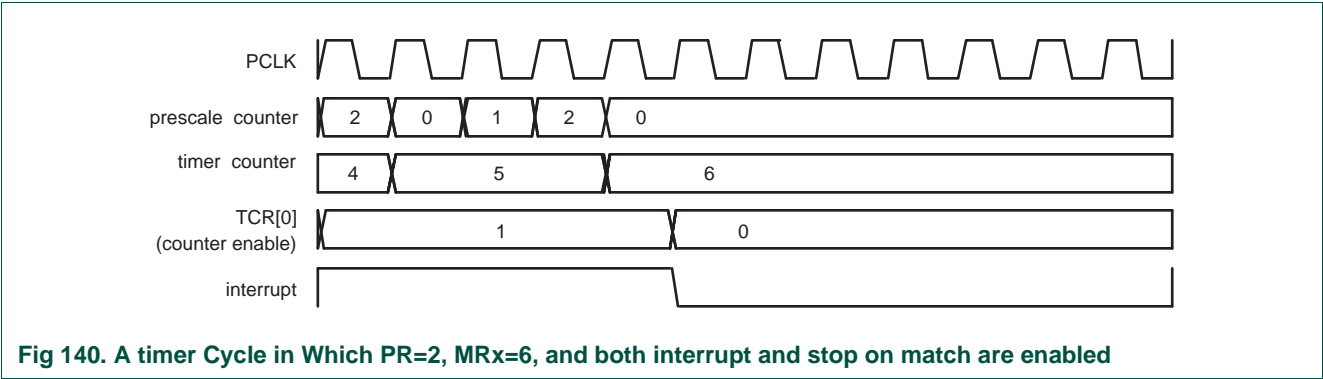 PCLK
prescale counter 2 0 1 2 0
timer counter 4 5 6
TCR[0]
(counter enable) 1 0
interrupt
Fig 140. A timer Cycle in Which PR=2, MRx=6, and both interrupt and stop on match are enabled